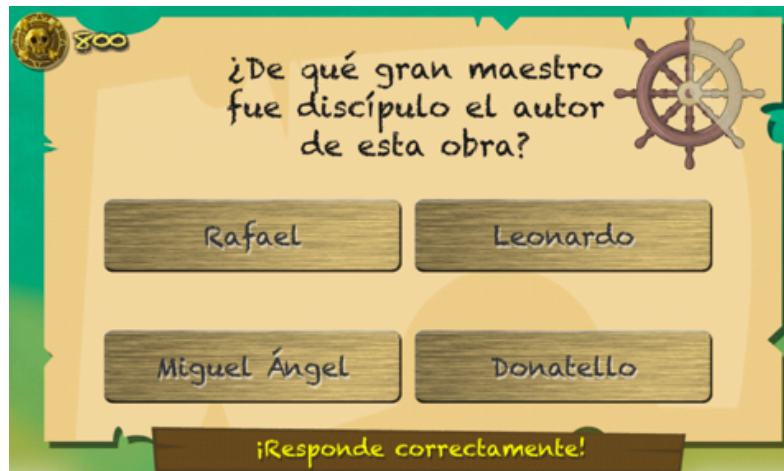 800
¿De qué gran maestro
fue discípulo el autor
de esta obra?
Rafael
Leonardo
Miguel Ángel
Donatello
¡Responde correctamente!